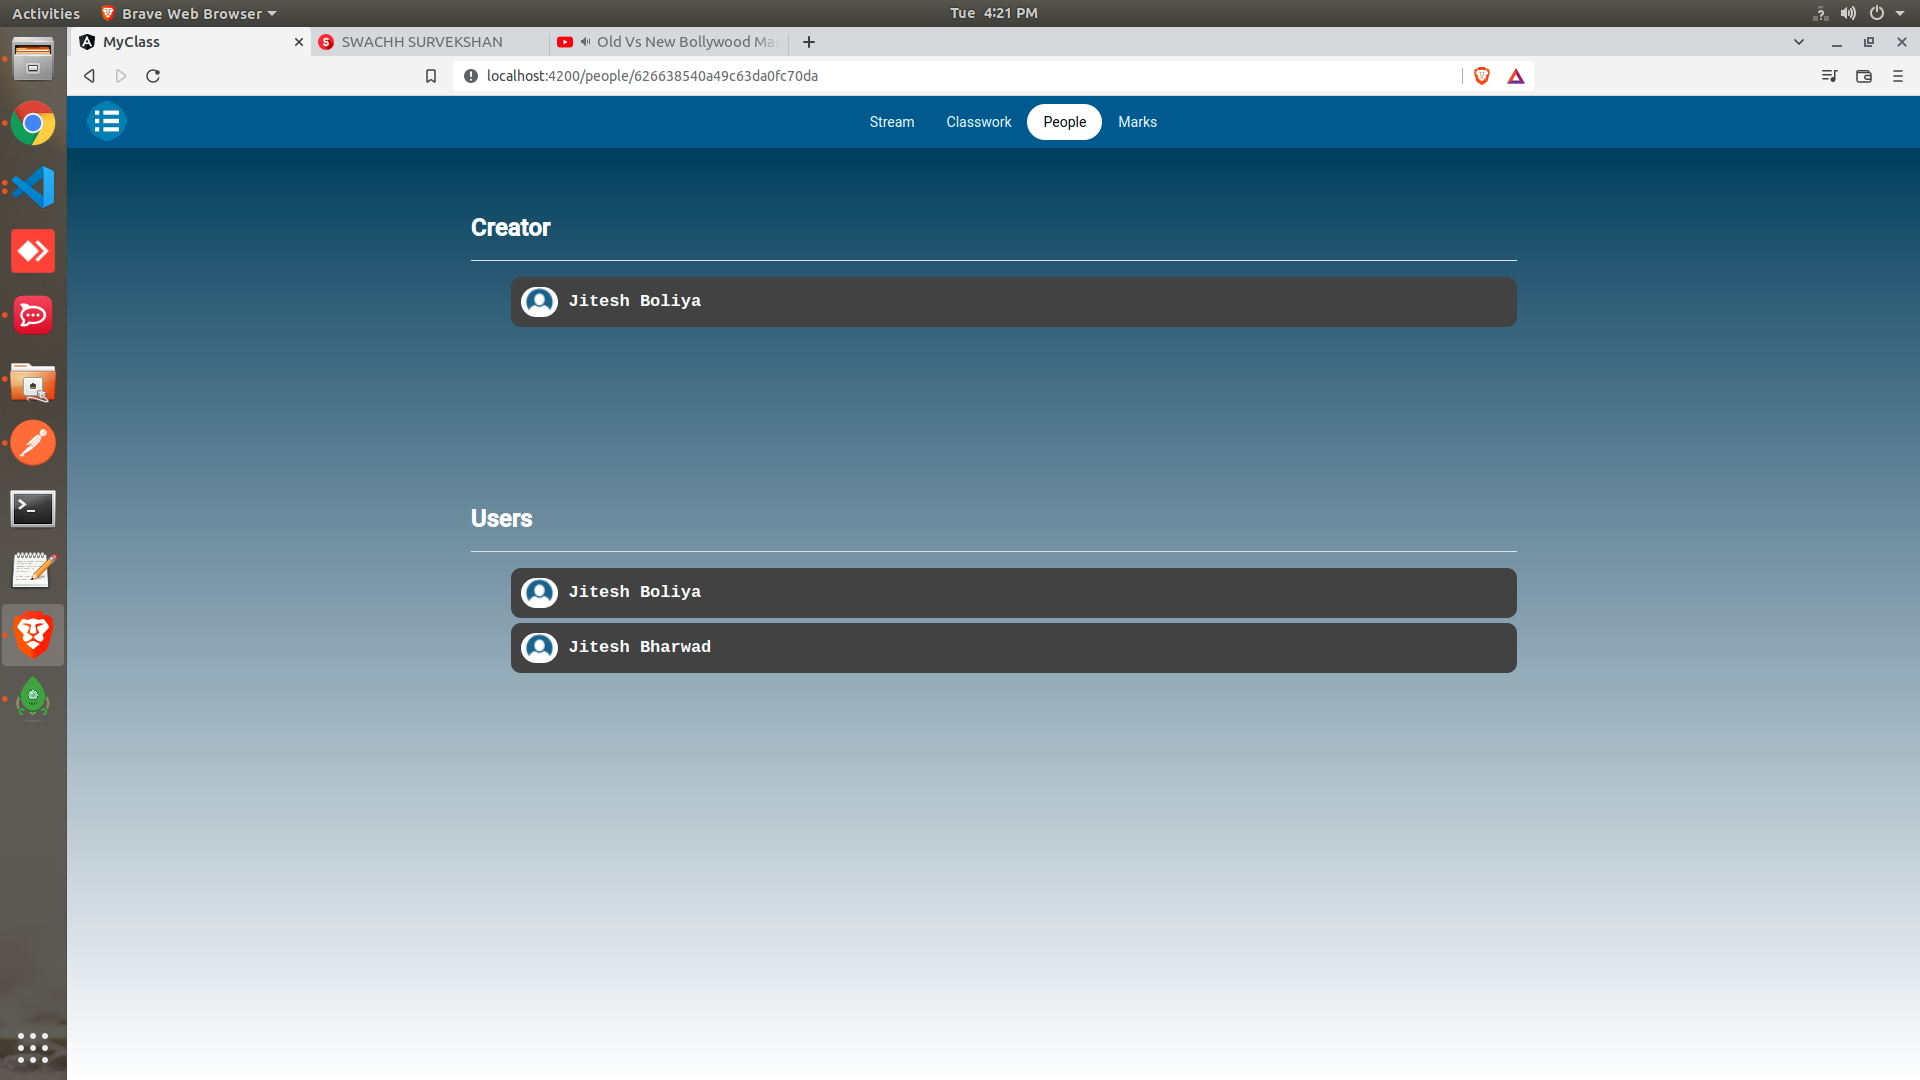 Activities Brave Web Browser Tue 4:21 PM
MyClass SWACHH SURVEKSHAN Old Vs New Bollywood Mas
localhost:4200/people/626638540a49c63da0fc70da
Stream Classwork People Marks
Creator
Jitesh Boliya
Users
Jitesh Boliya
Jitesh Bharwad